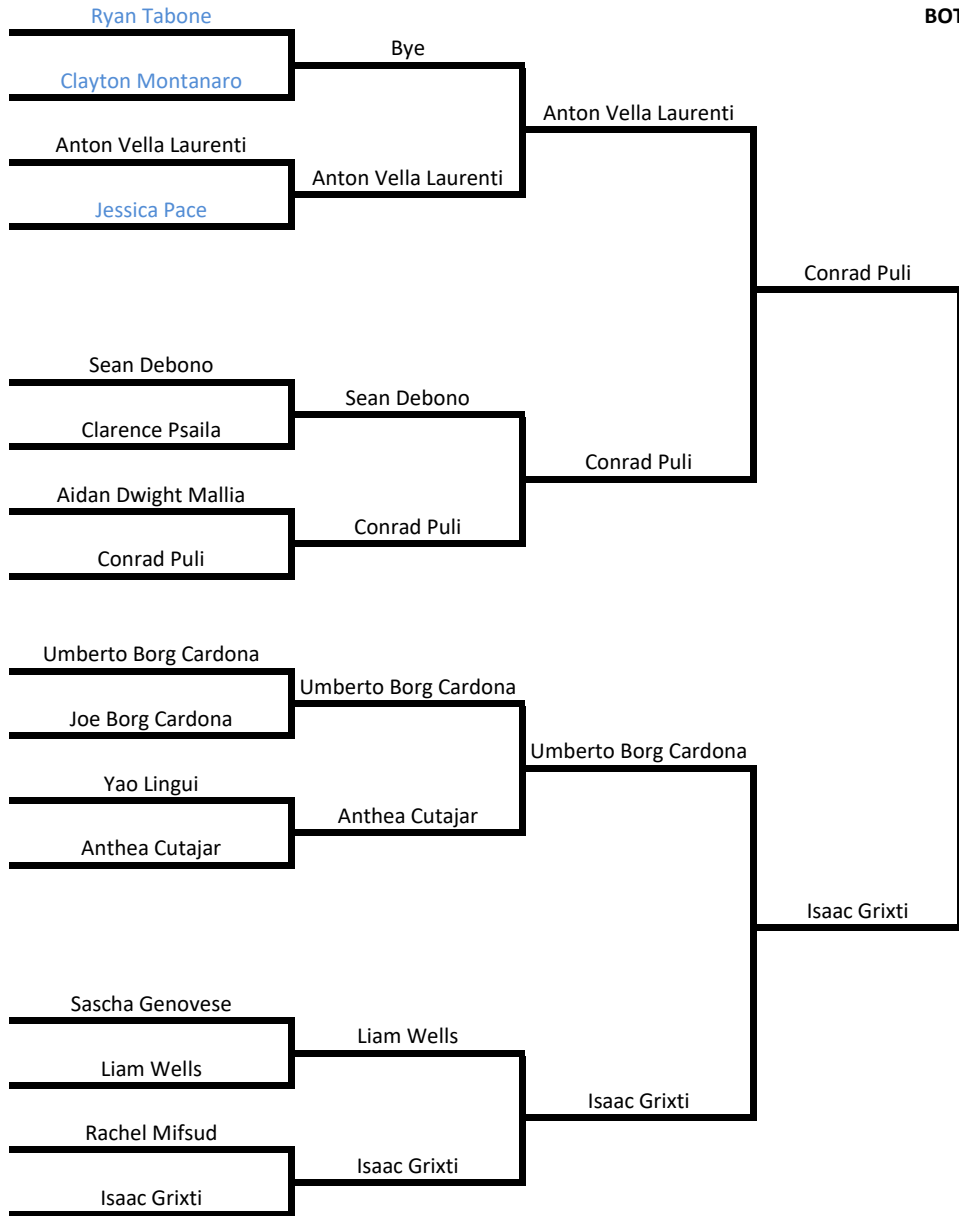 Ryan Tabone
BOT
Bye
Clayton Montanaro
Anton Vella Laurenti
Anton Vella Laurenti
Anton Vella Laurenti
Jessica Pace
Conrad Puli
Sean Debono
Sean Debono
Clarence Psaila
Conrad Puli
Aidan Dwight Mallia
Conrad Puli
Conrad Puli
Umberto Borg Cardona
Umberto Borg Cardona
Joe Borg Cardona
Umberto Borg Cardona
Yao Lingui
Anthea Cutajar
Anthea Cutajar
Isaac Grixti
Sascha Genovese
Liam Wells
Liam Wells
Isaac Grixti
Rachel Mifsud
Isaac Grixti
Isaac Grixti